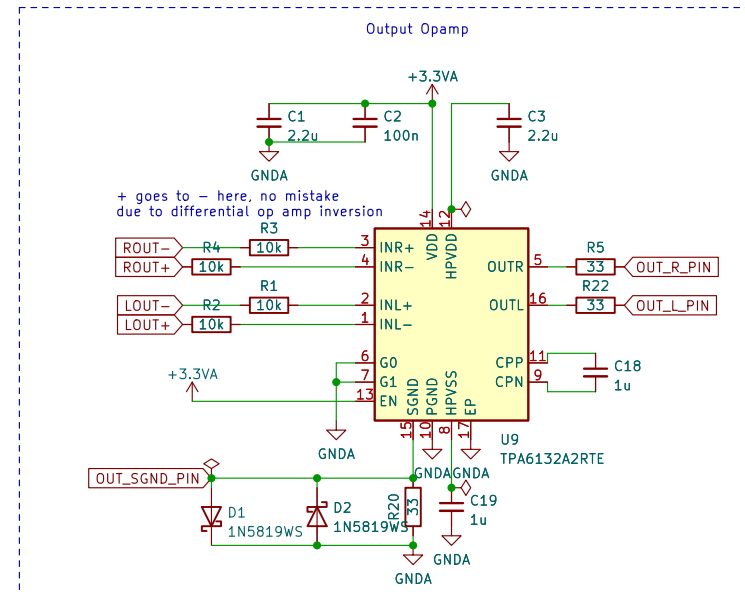 Output Opamp
+3.3VA
C1
2.2u
C2
100n
C3
2.2u
GNDA
GNDA
+ goes to – here, no mistake
due to differential op amp inversion
14
12
VDD
HPVDD
ROUT−
R3
10k
3
INR+
ROUT+
R4
10k
4
INR−
OUTR
5
R5
33
OUT_R_PIN
LOUT−
R1
10k
2
INL+
OUTL
16
R22
33
OUT_L_PIN
LOUT+
R2
10k
1
INL−
6
G0
CPP
11
C18
1u
7
G1
CPN
9
+3.3VA
13
EN
SGND
PGND
HPVSS
EP
15
10
8
17
U9
TPA6132A2RTE
GNDA
GNDA
GNDA
OUT_SGND_PIN
D1
1N5819WS
D2
1N5819WS
R20
33
C19
1u
GNDA
GNDA